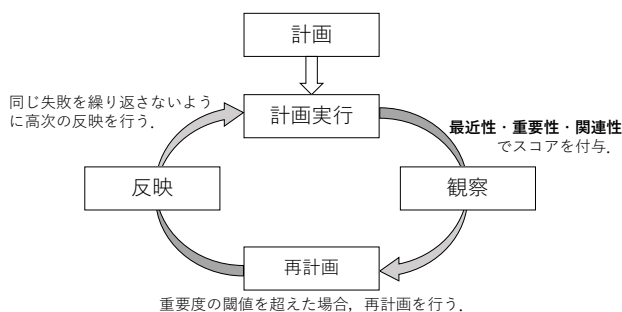 計画
同じ失敗を繰り返さないよう
に高次の反映を行う.
計画実行
最近性・重要性・関連性
でスコアを付与.
反映
観察
再計画
重要度の閾値を超えた場合, 再計画を行う.